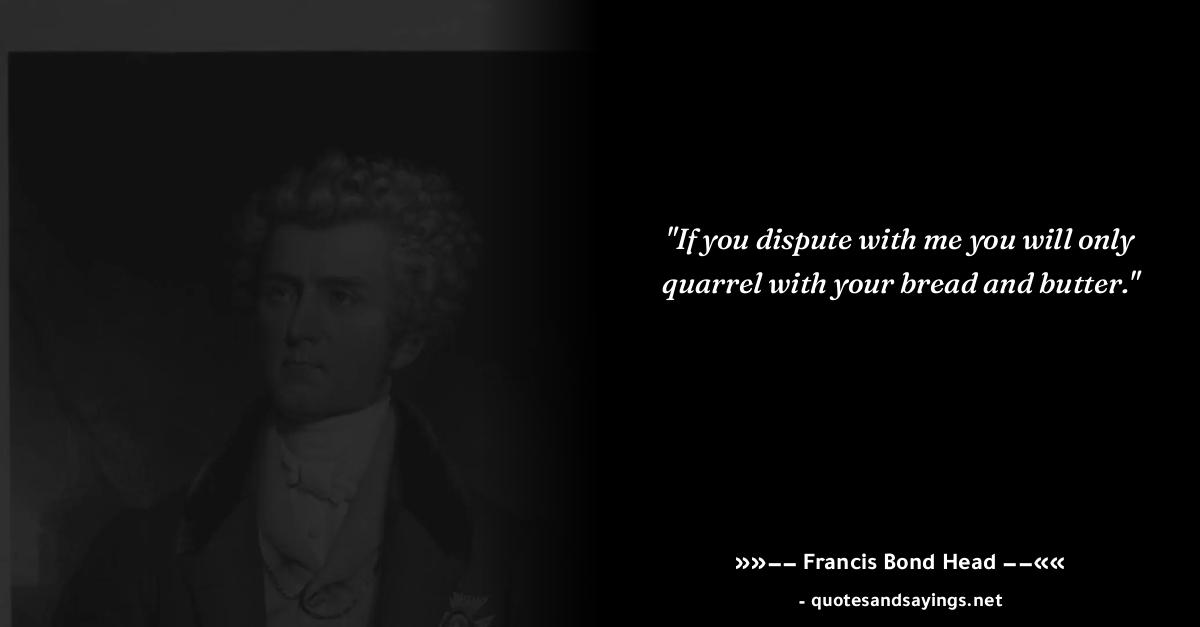 "If you dispute with me you will only
quarrel with your bread and butter."
»»−− Francis Bond Head −−««
- quotesandsayings.net